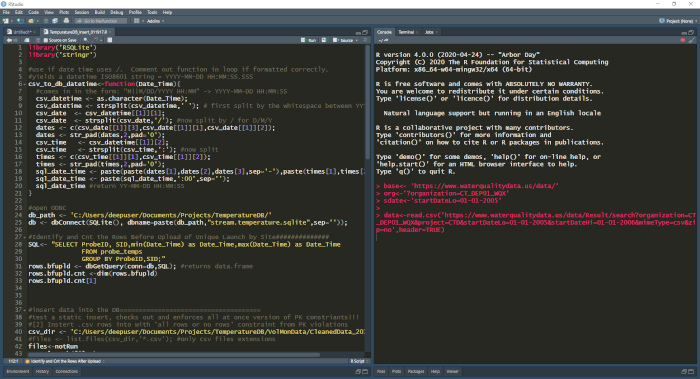 RStudio
File Edit Code View Plots Session Build Debug Profile Tools Help
Go to file/function
Addins
Project: (None)
Untitled1*
TemperatureDB_Insert_011917.R
Source on Save
Run
Source
1 library('RSQLite')
2 library('stringr')
3
4 #use if date time uses /. Comment out function in loop if formatted correctly.
5 #yields a datetime ISO8601 string = YYYY-MM-DD HH:MM:SS.SSS
6 csv_to_db_datetime<-function(Date_Time){
7 #comes in in the form: "M||M/DD/YYYY HH:MM" -> YYYY-MM-DD HH:MM:SS
8 csv_datetime <- as.character(Date_Time);
9 csv_datetime <- strsplit(csv_datetime," "); # first split by the whitespace between YY
10 csv_date <- csv_datetime[[1]][1];
11 csv_date <- strsplit(csv_date,'/'); #now split by / for D/M/Y
12 dates <- c(csv_date[[1]][3],csv_date[[1]][1],csv_date[[1]][2]);
13 dates <- str_pad(dates,2,pad='0');
14 csv_time <- csv_datetime[[1]][2];
15 csv_time <- strsplit(csv_time,':'); #now split
16 times <- c(csv_time[[1]][1],csv_time[[1]][2]);
17 times <- str_pad(times,2,pad='0');
18 sql_date_time <- paste(paste(dates[1],dates[2],dates[3],sep='-'),paste(times[1],times[2
19 sql_date_time <- paste(sql_date_time,':00',sep="");
20 sql_date_time #return YY-MM-DD HH:MM:SS
21 }
22
23 #open ODBC
24 db_path <- 'C:/Users/deepuser/Documents/Projects/TemperatureDB/'
25 db <- dbConnect(SQLite(), dbname=paste(db_path,"stream.temperature.sqlite",sep=""));
26
27 #Identify and Cnt the Rows Before Upload of Unique Launch by Site##############
28 SQL<- "SELECT ProbeID, SID,min(Date_Time) as Date_Time,max(Date_Time) as Date_Time
29 FROM probe_temps
30 GROUP BY ProbeID,SID;"
31 rows.bfupld <- dbGetQuery(conn=db,SQL); #returns data.frame
32 rows.bfupld.cnt <-dim(rows.bfupld)
33 rows.bfupld.cnt[1]
34
35
36
37 #insert data into the DB
38 #test a static insert, checks out and enforces all at once version of PK constriants!!!
39 #[2] Instert .csv rows into with 'all rows or no rows' constraint from PK violations
40 csv_dir <- "C:/Users/deepuser/Documents/Projects/TemperatureDB/VolMonData/CleanedData_20
41 #files <- list.files(csv_dir,'*.csv'); #only csv files extensions
42 files<-notRun
43
112:1 Identify and Cnt the Rows After Upload
R Script
Environment History Connections
Console Terminal Jobs
R version 4.0.0 (2020-04-24) -- "Arbor Day"
Copyright (C) 2020 The R Foundation for Statistical Computing
Platform: x86_64-w64-mingw32/x64 (64-bit)
R is free software and comes with ABSOLUTELY NO WARRANTY.
You are welcome to redistribute it under certain conditions.
Type 'license()' or 'licence()' for distribution details.
Natural language support but running in an English locale
R is a collaborative project with many contributors.
Type 'contributors()' for more information and
'citation()' on how to cite R or R packages in publications.
Type 'demo()' for some demos, 'help()' for on-line help, or
'help.start()' for an HTML browser interface to help.
Type 'q()' to quit R.
> base<- 'https://www.waterqualitydata.us/data/'
> org<-'?organization=CT_DEP01_WQX'
> sdate<-'startDateLo=01-01-2005'
>
> data<-read.csv('https://www.waterqualitydata.us/data/Result/search?organization=CT
_DEP01_WQX&project=CTD&startDateLo=01-01-2005&startDateHi=01-01-2006&mimeType=csv&zi
p=no',header=TRUE)
Files Plots Packages Help Viewer